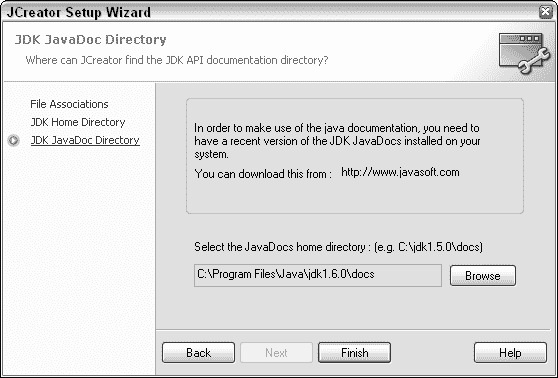 JCreator Setup Wizard
JDK JavaDoc Directory
Where can JCreator find the JDK API documentation directory?
File Associations
JDK Home Directory
JDK JavaDoc Directory
In order to make use of the java documentation, you need to
have a recent version of the JDK JavaDocs installed on your
system.
You can download this from : http://www.javasoft.com
Select the JavaDocs home directory : (e.g. C:\jdk1.5.0\docs)
C:\Program Files\Java\jdk1.6.0\docs
Browse
Back
Next
Finish
Help